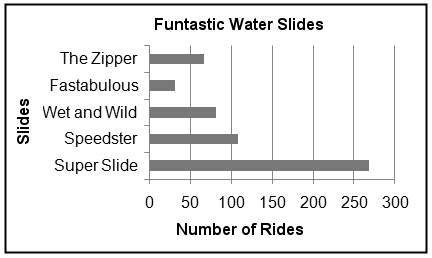 Funtastic Water Slides
The Zipper
Fastabulous
Wet and Wild
Speedster
Super Slide
Slides
0 50 100 150 200 250 300
Number of Rides